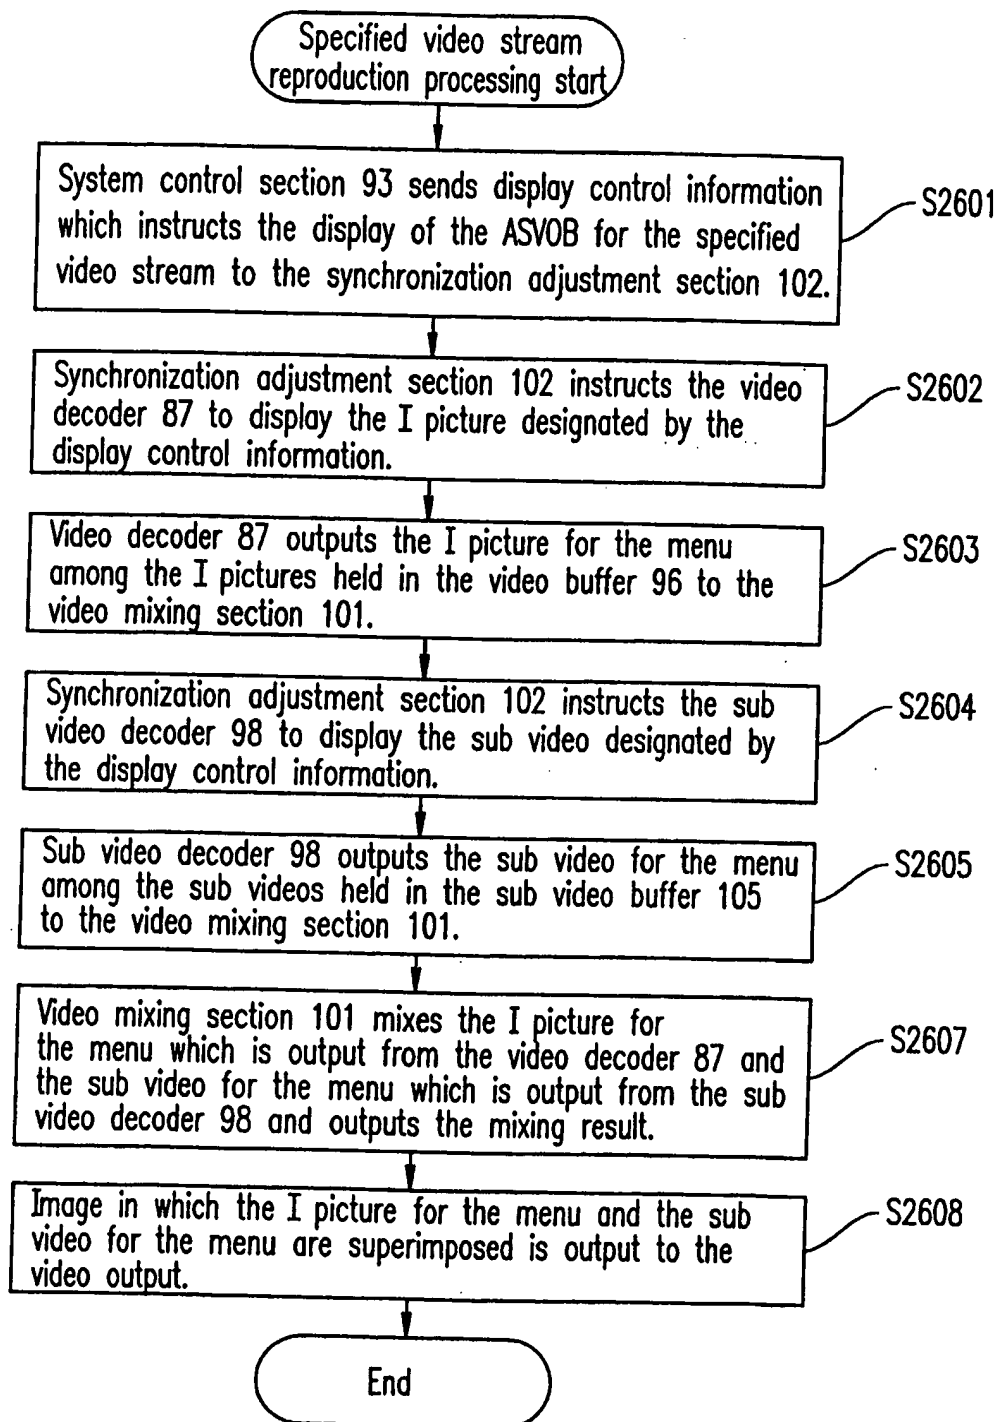 Specified video stream
reproduction processing start
System control section 93 sends display control information
which instructs the display of the ASVOB for the specified
video stream to the synchronization adjustment section 102.
S2601
Synchronization adjustment section 102 instructs the video
decoder 87 to display the I picture designated by the
display control information.
S2602
Video decoder 87 outputs the I picture for the menu
among the I pictures held in the video buffer 96 to the
video mixing section 101.
S2603
Synchronization adjustment section 102 instructs the sub
video decoder 98 to display the sub video designated by
the display control information.
S2604
Sub video decoder 98 outputs the sub video for the menu
among the sub videos held in the sub video buffer 105
to the video mixing section 101.
S2605
Video mixing section 101 mixes the I picture for
the menu which is output from the video decoder 87 and
the sub video for the menu which is output from the sub
video decoder 98 and outputs the mixing result.
S2607
Image in which the I picture for the menu and the sub
video for the menu are superimposed is output to the
video output.
S2608
End